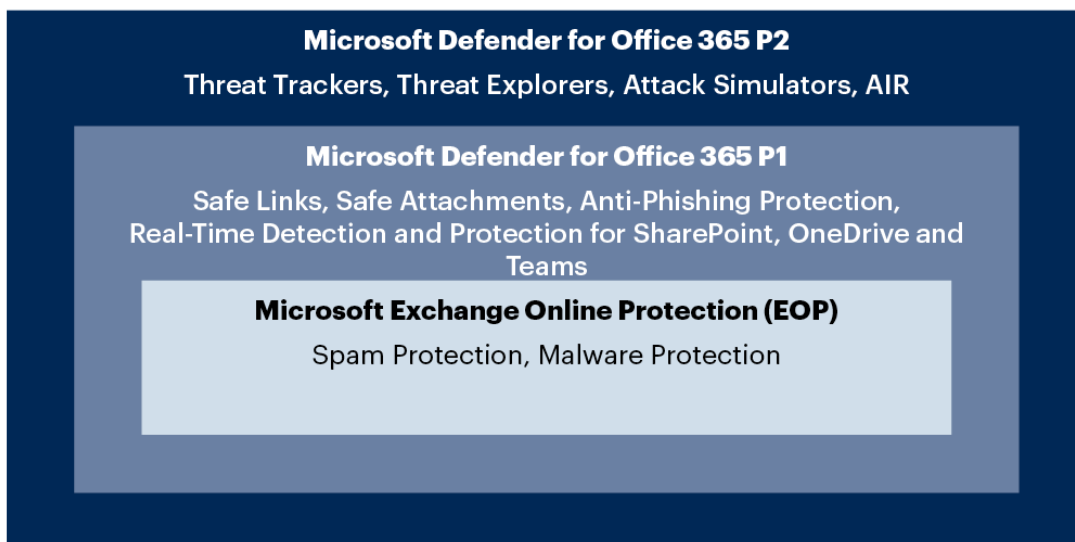 Microsoft Defender for Office 365 P2
Threat Trackers, Threat Explorers, Attack Simulators, AIR
Microsoft Defender for Office 365 P1
Safe Links, Safe Attachments, Anti-Phishing Protection,
Real-Time Detection and Protection for SharePoint, OneDrive and
Teams
Microsoft Exchange Online Protection (EOP)
Spam Protection, Malware Protection